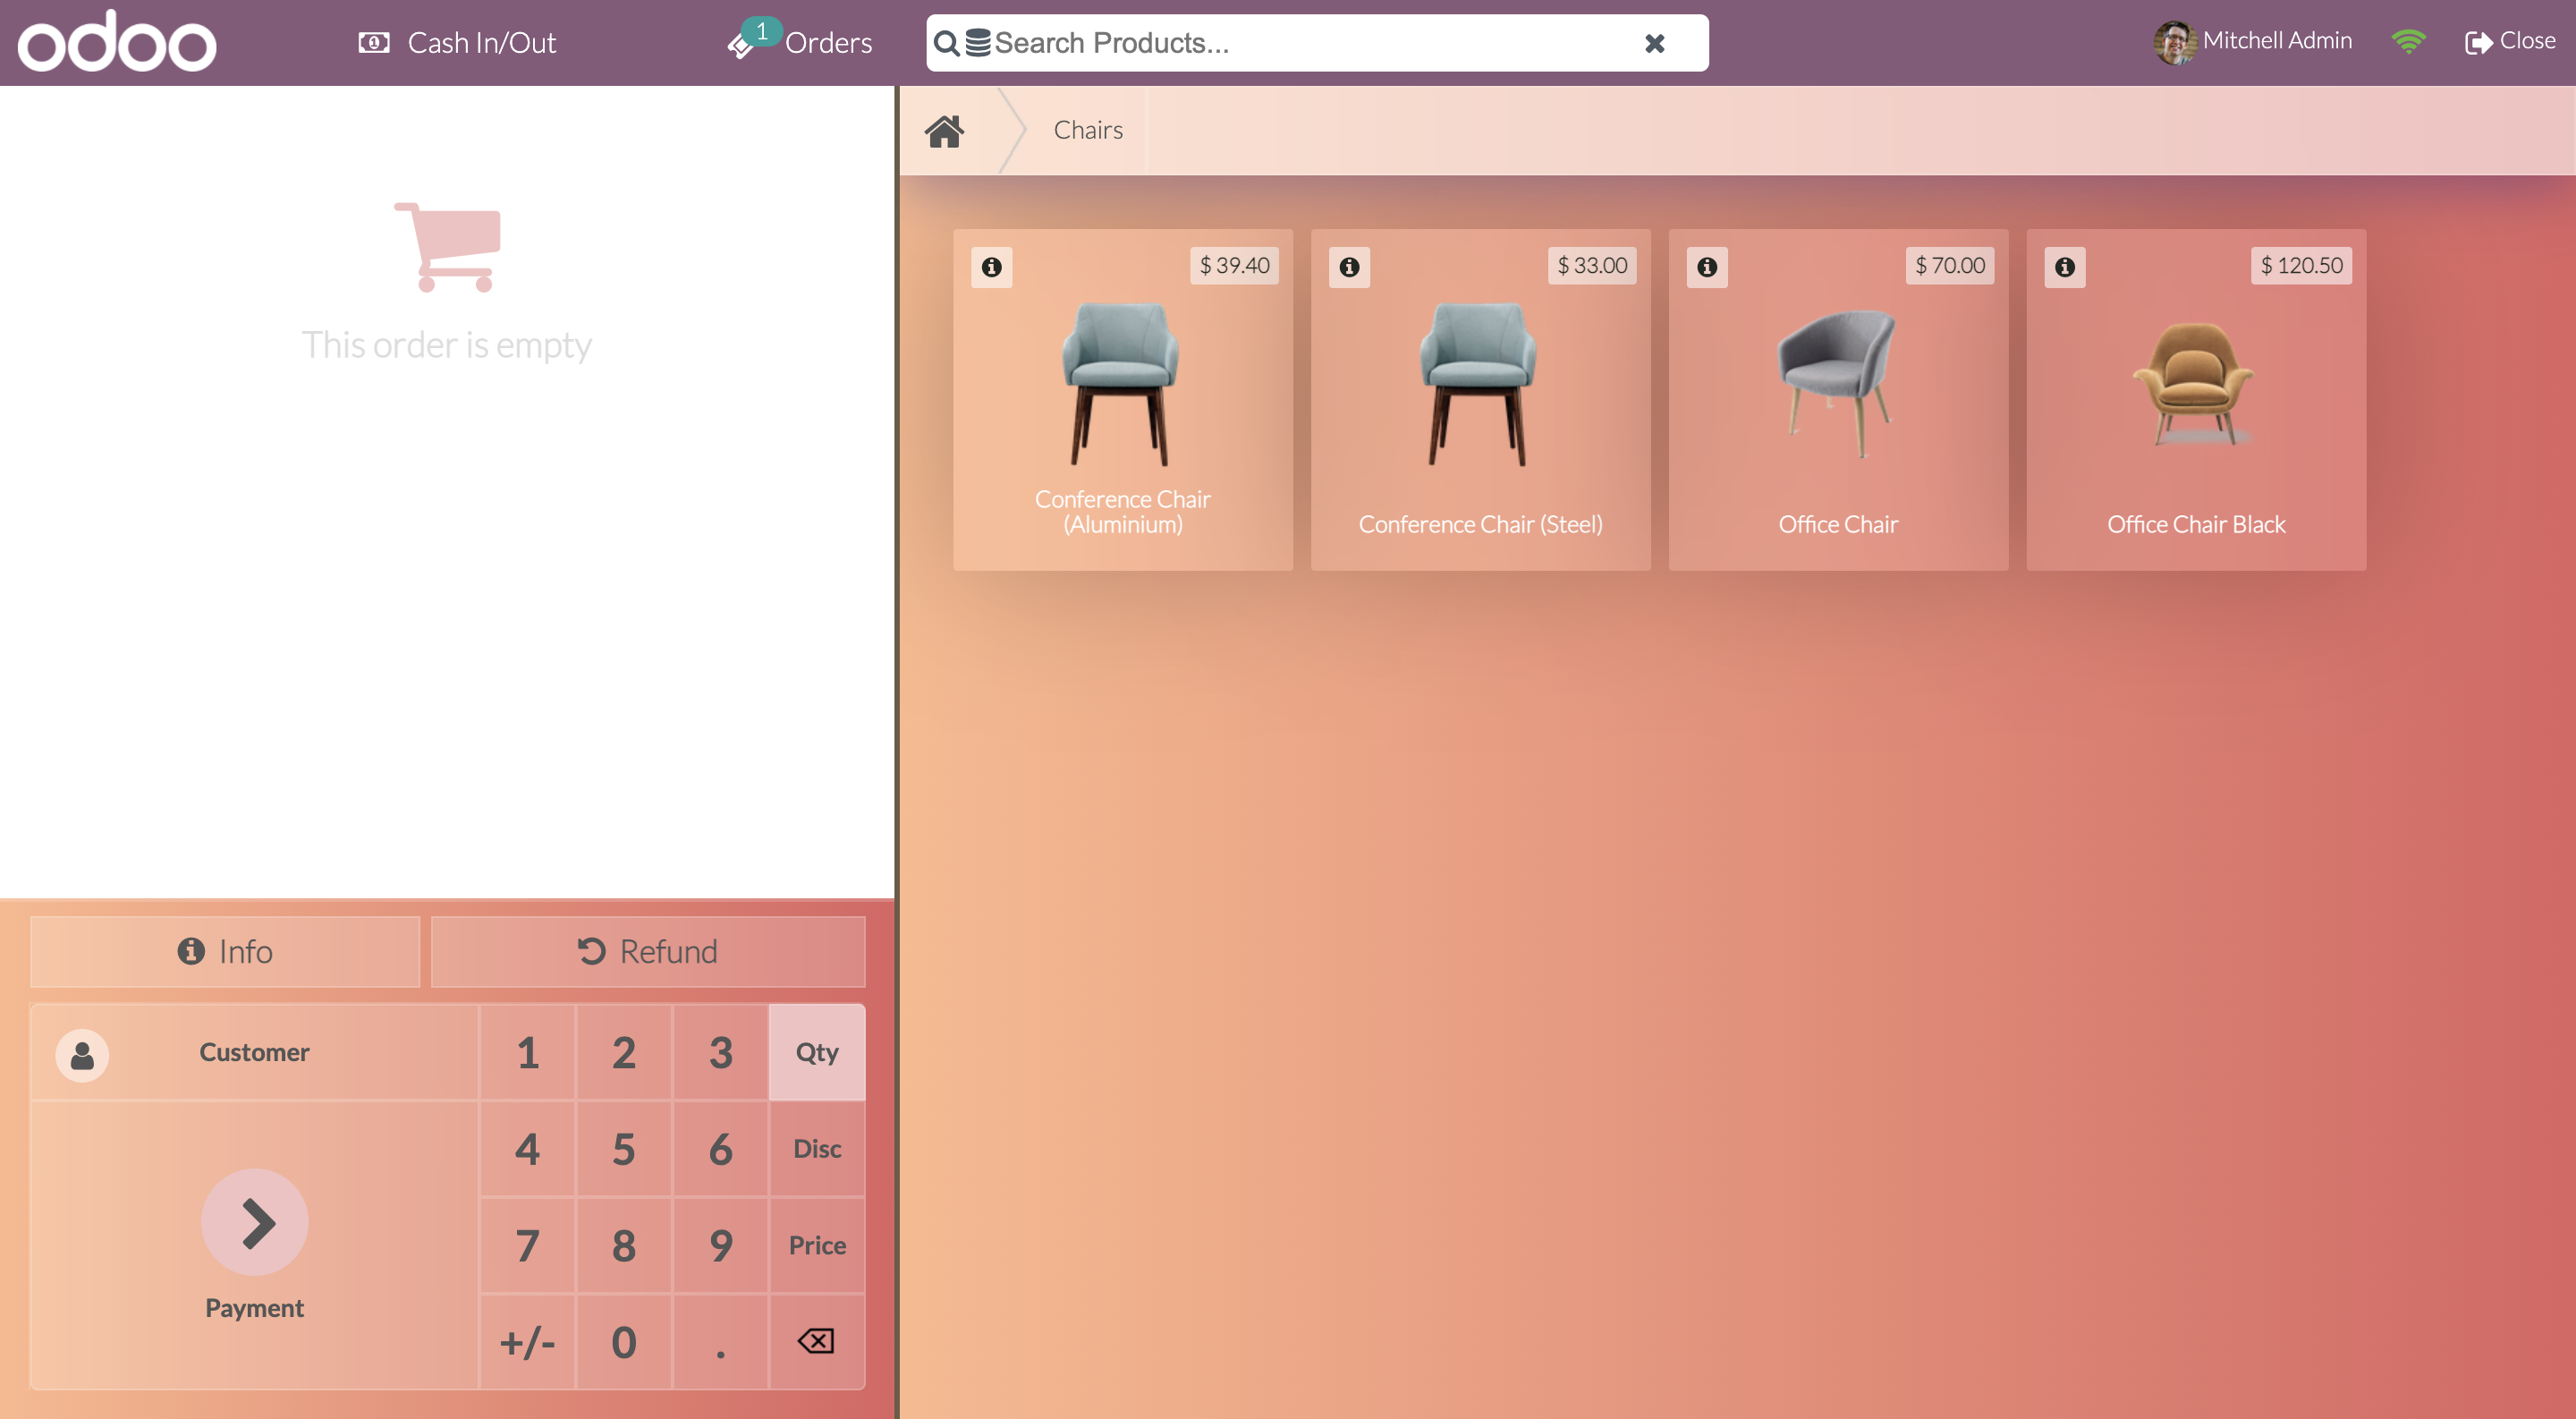 odoo
Cash In/Out
1
Orders
Search Products...
Mitchell Admin
Close
This order is empty
Chairs
$ 39.40
Conference Chair
(Aluminium)
$ 33.00
Conference Chair (Steel)
$ 70.00
Office Chair
$ 120.50
Office Chair Black
Info
Refund
Customer
1 2 3 Qty
4 5 6 Disc
7 8 9 Price
Payment
+/- 0 .